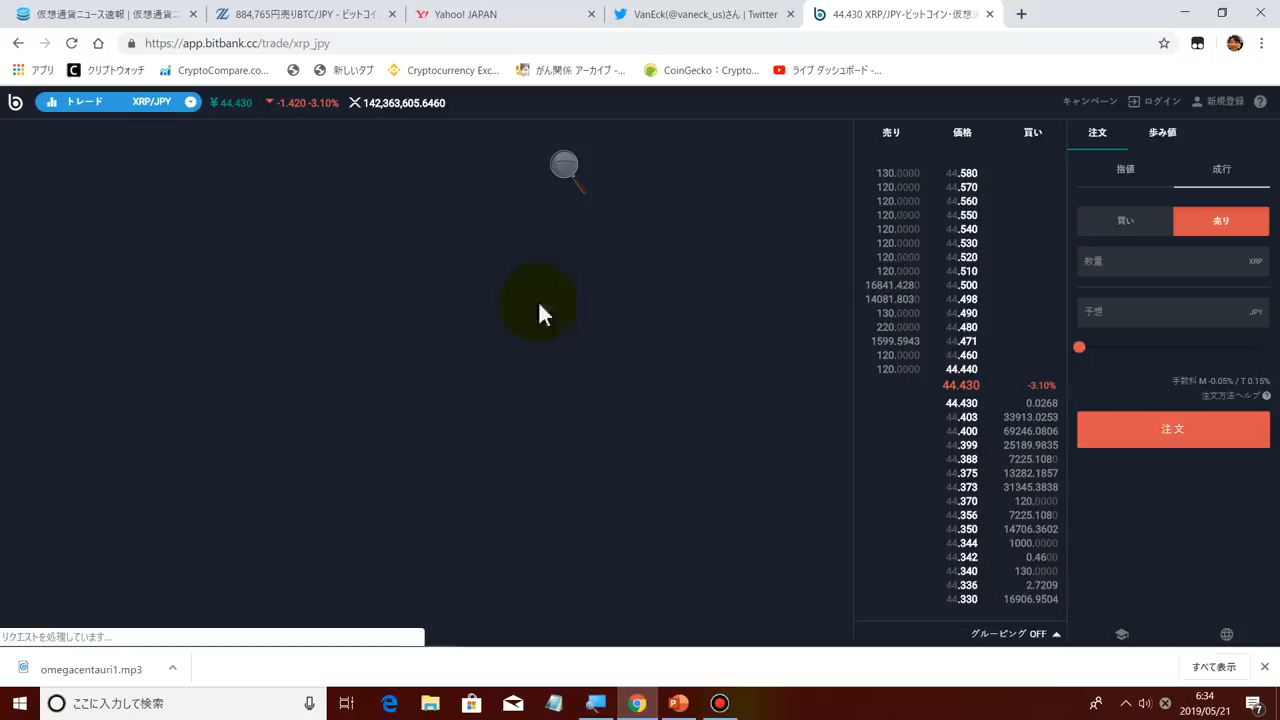 仮想通貨ニュース速報 | 仮想通貨ニ
884,765円売りBTC/JPY - ビットコイン
Yahoo! JAPAN
VanEck(@vaneck_us)さん | Twitter
44.430 XRP/JPY-ビットコイン・仮想通
https://app.bitbank.cc/trade/xrp_jpy
アプリ
クリプトウォッチ
CryptoCompare.co...
新しいタブ
Cryptocurrency Exc...
がん関係 アーカイブ -...
CoinGecko：Crypto...
ライブ ダッシュボード -...
トレード XRP/JPY
¥44.430
-1.420 -3.10%
142,363,605.6460
キャンペーン
ログイン
新規登録
売り 価格 買い
130.0000 44.580
120.0000 44.570
120.0000 44.560
120.0000 44.550
120.0000 44.540
120.0000 44.530
120.0000 44.520
120.0000 44.510
16841.4280 44.500
14081.8030 44.498
130.0000 44.490
220.0000 44.480
1599.5943 44.471
120.0000 44.460
120.0000 44.440
44.430 -3.10%
44.430 0.0268
44.403 33913.0253
44.400 69246.0806
44.399 25189.9835
44.388 7225.1080
44.375 13282.1857
44.373 31345.3838
44.370 120.0000
44.356 7225.1080
44.350 14706.3602
44.344 1000.0000
44.342 0.4600
44.340 130.0000
44.336 2.7209
44.330 16906.9504
グルーピング OFF
注文 歩み値
指値 成行
買い 売り
数量 XRP
予想 JPY
手数料 M -0.05% / T 0.15%
注文方法ヘルプ
注文
リクエストを処理しています...
omegacentauri1.mp3
すべて表示
ここに入力して検索
6:34
2019/05/21
7